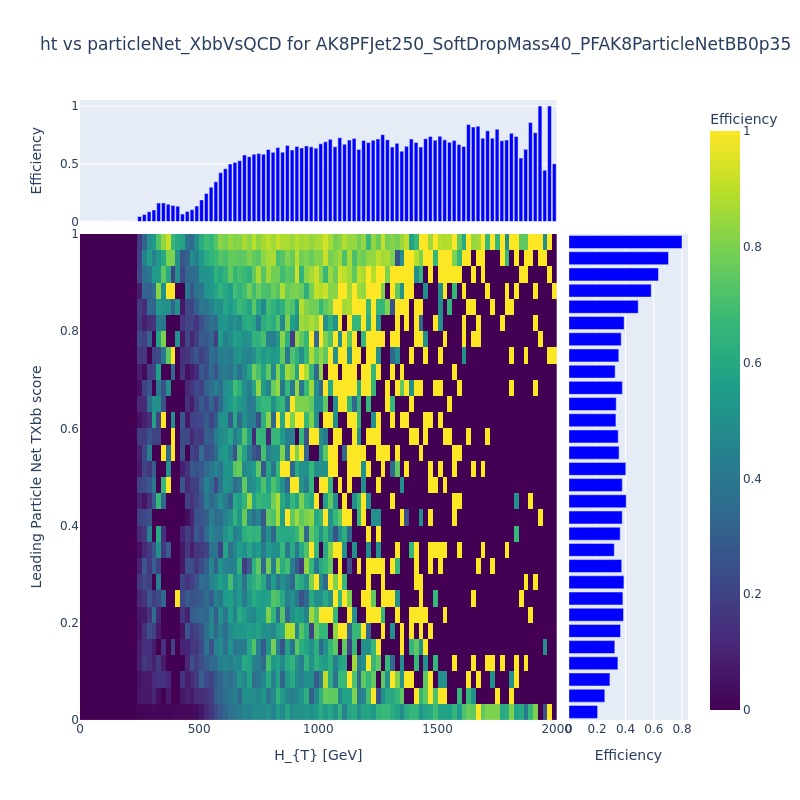 ht vs particleNet_XbbVsQCD for AK8PFJet250_SoftDropMass40_PFAK8ParticleNetBB0p35
Efficiency
1
0.5
0
Efficiency
1
0.8
0.6
0.4
0.2
0
Leading Particle Net TXbb score
1
0.8
0.6
0.4
0.2
0
0 500 1000 1500 2000
H_{T} [GeV]
0 0.2 0.4 0.6 0.8
Efficiency